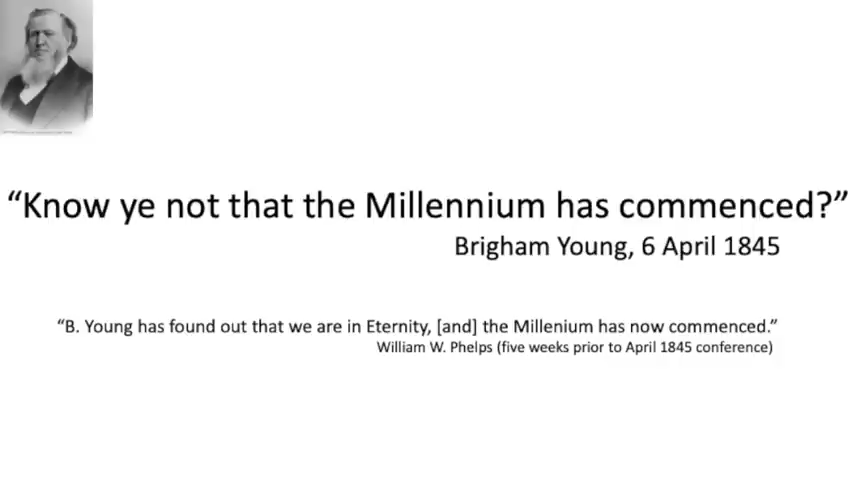 “Know ye not that the Millennium has commenced?”
Brigham Young, 6 April 1845
“B. Young has found out that we are in Eternity, [and] the Millenium has now commenced.”
William W. Phelps (five weeks prior to April 1845 conference)